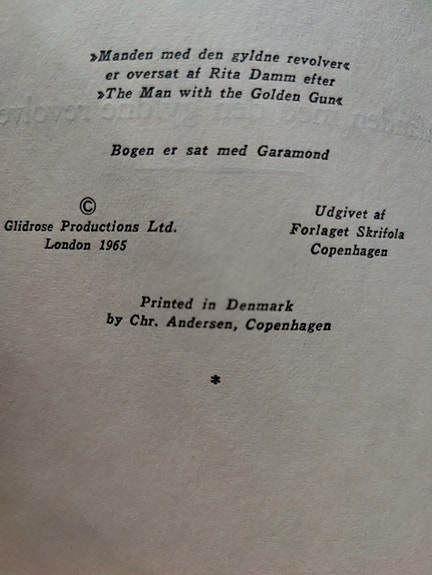 »Manden med den gyldne revolver«
er oversat af Rita Damm efter
»The Man with the Golden Gun«
Bogen er sat med Garamond
©
Glidrose Productions Ltd.
London 1965
Udgivet af
Forlaget Skrifola
Copenhagen
Printed in Denmark
by Chr. Andersen, Copenhagen
*